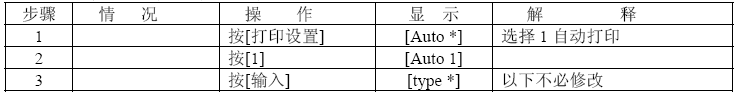 步骤 情 况 操 作 显 示 解 释
1 按[打印设置] [Auto *] 选择 1 自动打印
2 按[1] [Auto 1]
3 按[输入] [type *] 以下不必修改